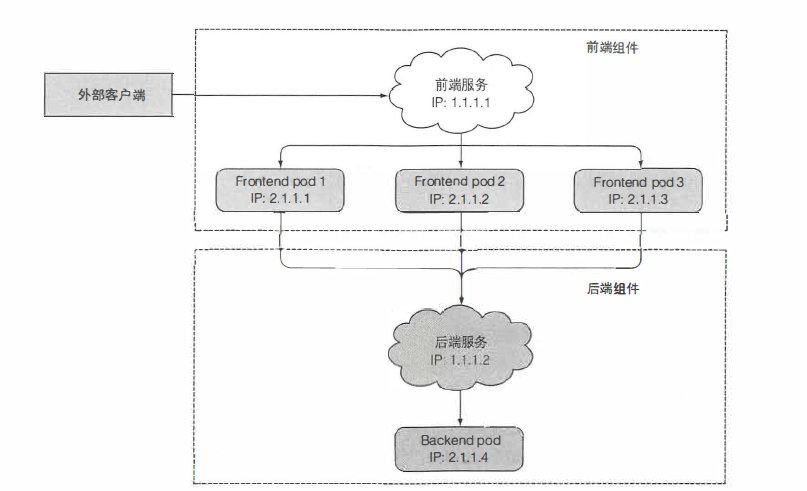 前端组件
外部客户端
前端服务
IP: 1.1.1.1
Frontend pod 1
IP: 2.1.1.1
Frontend pod 2
IP: 2.1.1.2
Frontend pod 3
IP: 2.1.1.3
后端组件
后端服务
IP: 1.1.1.2
Backend pod
IP: 2.1.1.4